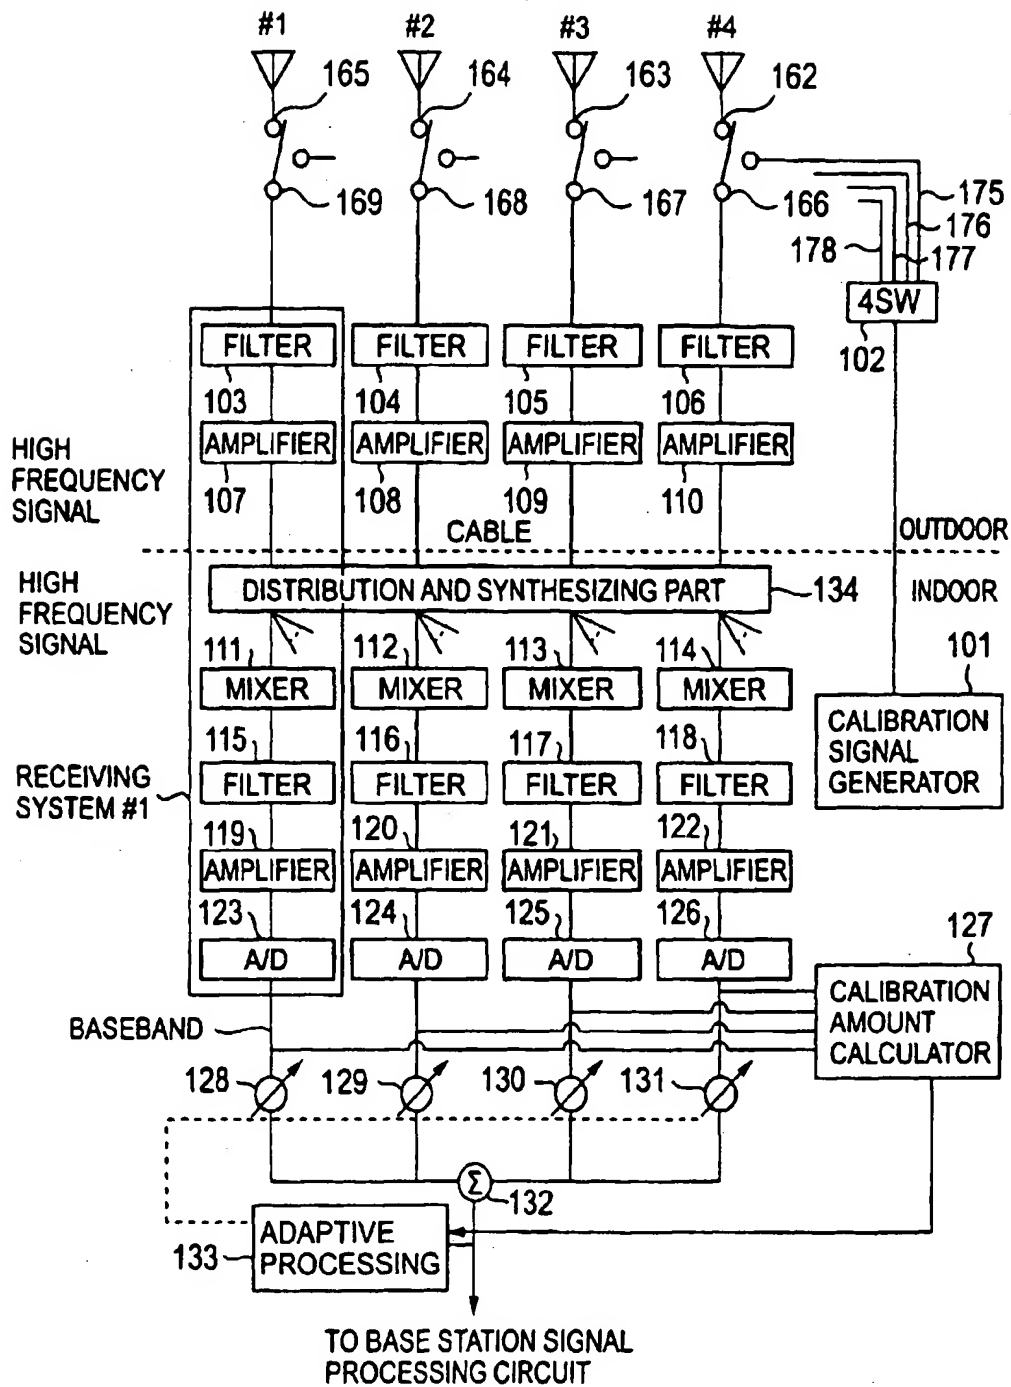 #1 #2 #3 #4
165 164 163 162
169 168 167 166
175
176
178 177
4SW
102
FILTER FILTER FILTER FILTER
103 104 105 106
AMPLIFIER AMPLIFIER AMPLIFIER AMPLIFIER
107 108 109 110
HIGH
FREQUENCY
SIGNAL
CABLE
OUTDOOR
INDOOR
HIGH
FREQUENCY
SIGNAL
DISTRIBUTION AND SYNTHESIZING PART
134
111 112 113 114
MIXER MIXER MIXER MIXER
101
CALIBRATION
SIGNAL
GENERATOR
115 116 117 118
FILTER FILTER FILTER FILTER
RECEIVING
SYSTEM #1
119 120 121 122
AMPLIFIER AMPLIFIER AMPLIFIER AMPLIFIER
123 124 125 126
A/D A/D A/D A/D
127
CALIBRATION
AMOUNT
CALCULATOR
BASEBAND
128 129 130 131
Σ
132
ADAPTIVE
PROCESSING
133
TO BASE STATION SIGNAL
PROCESSING CIRCUIT